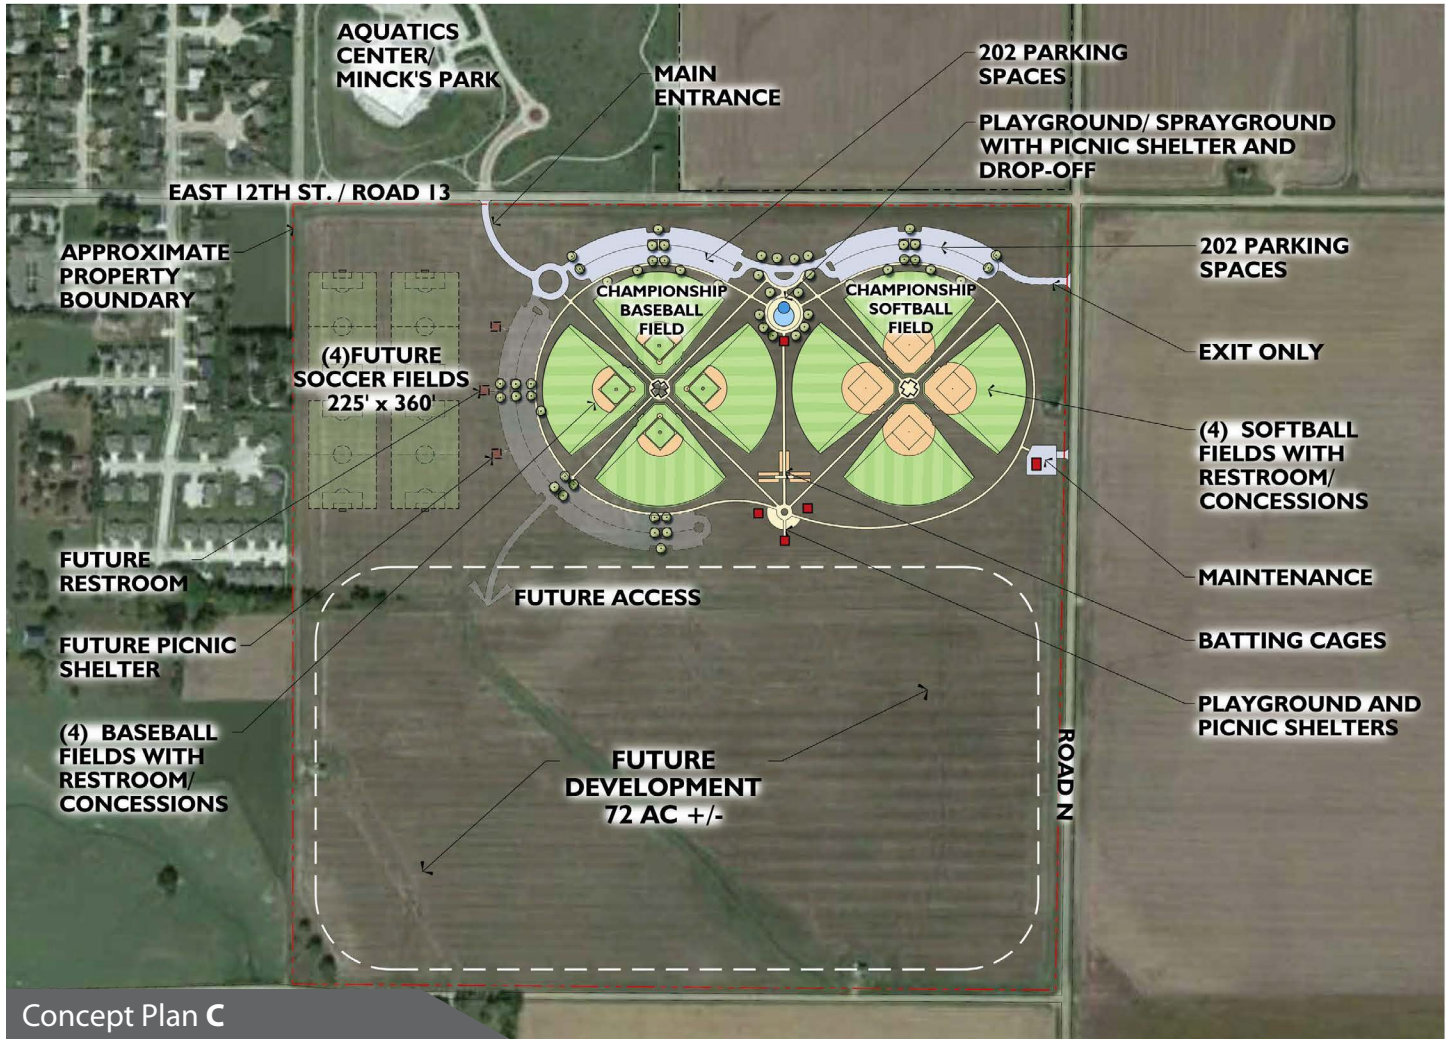 AQUATICS
CENTER/
MINCK'S PARK
MAIN
ENTRANCE
202 PARKING
SPACES
PLAYGROUND/ SPRAYGROUND
WITH PICNIC SHELTER AND
DROP-OFF
EAST 12TH ST. / ROAD 13
APPROXIMATE
PROPERTY
BOUNDARY
202 PARKING
SPACES
CHAMPIONSHIP
BASEBALL
FIELD
CHAMPIONSHIP
SOFTBALL
FIELD
(4)FUTURE
SOCCER FIELDS
225' x 360'
EXIT ONLY
(4) SOFTBALL
FIELDS WITH
RESTROOM/
CONCESSIONS
FUTURE
RESTROOM
FUTURE ACCESS
MAINTENANCE
FUTURE PICNIC
SHELTER
BATTING CAGES
(4) BASEBALL
FIELDS WITH
RESTROOM/
CONCESSIONS
PLAYGROUND AND
PICNIC SHELTERS
FUTURE
DEVELOPMENT
72 AC +/-
ROAD N
Concept Plan C